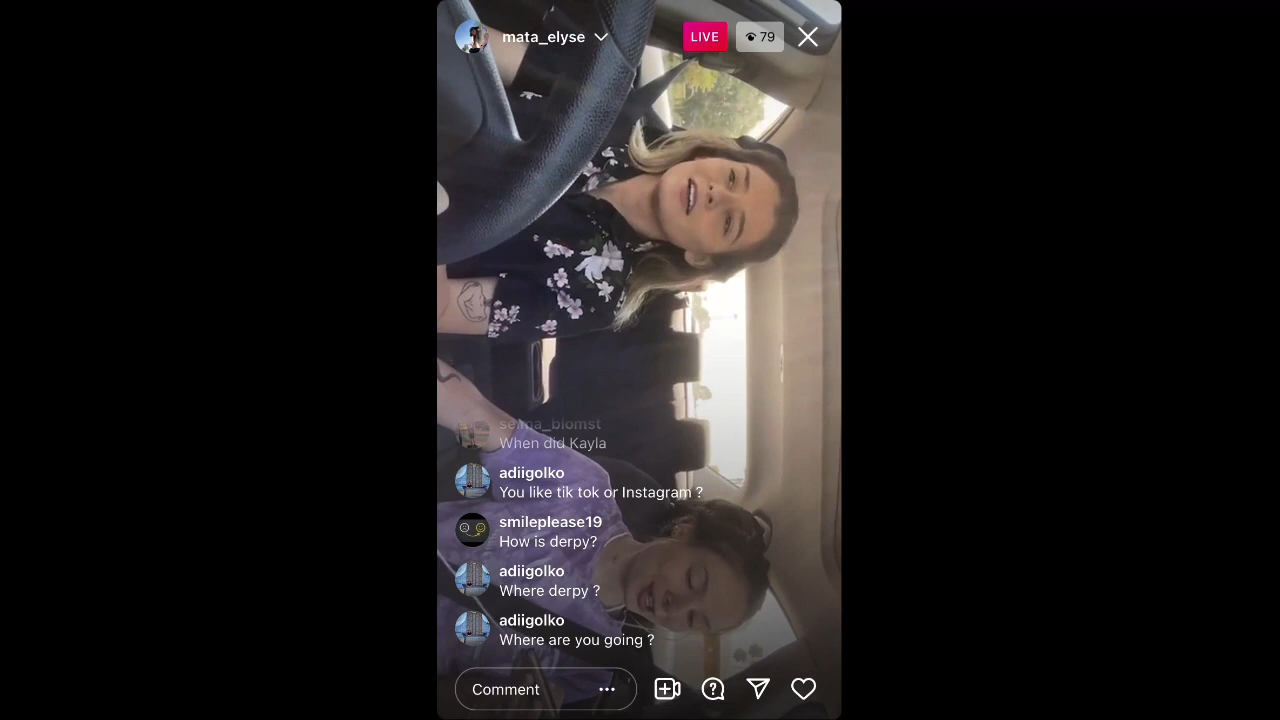 mata_elyse
LIVE
79
selma_blomst
When did Kayla
adiigolko
You like tik tok or Instagram ?
smileplease19
How is derpy?
adiigolko
Where derpy ?
adiigolko
Where are you going ?
Comment